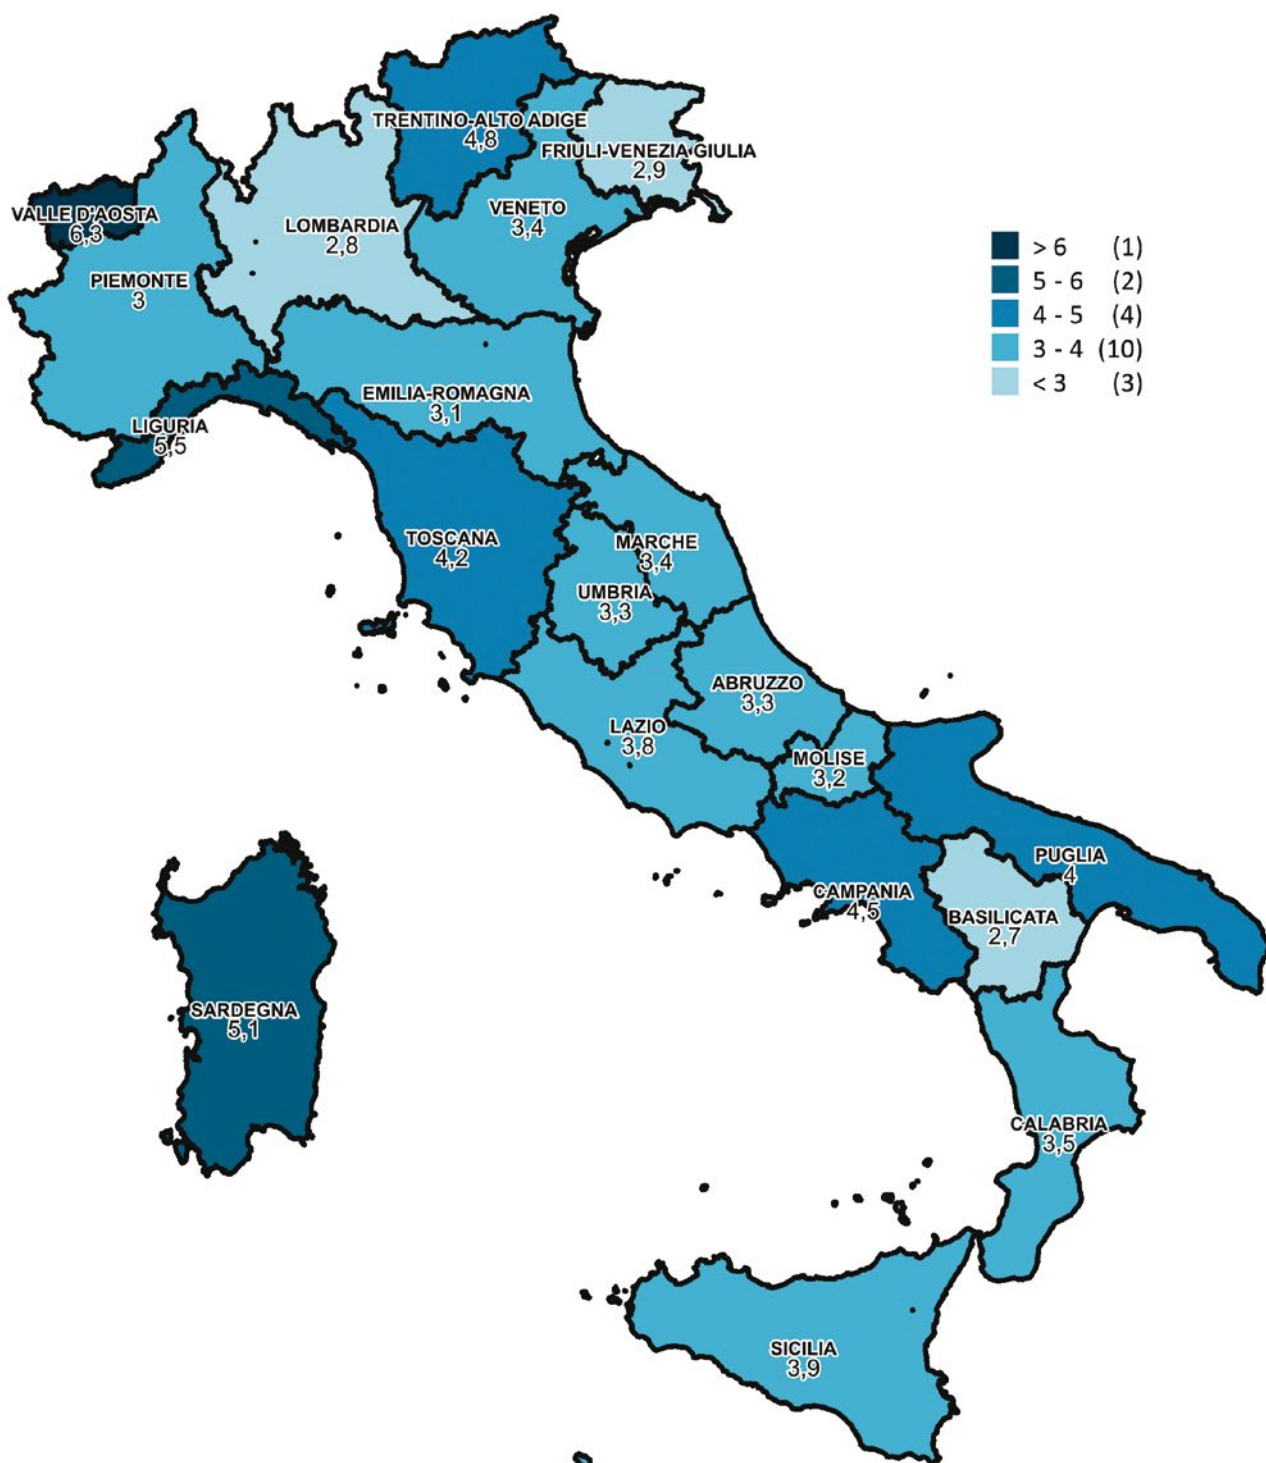 TRENTINO-ALTO ADIGE
4,8
FRIULI-VENEZIA GIULIA
2,9
VALLE D'AOSTA
6,3
LOMBARDIA
2,8
VENETO
3,4
PIEMONTE
3
> 6 (1)
5 - 6 (2)
4 - 5 (4)
3 - 4 (10)
< 3 (3)
EMILIA-ROMAGNA
3,1
LIGURIA
5,5
TOSCANA
4,2
MARCHE
3,4
UMBRIA
3,3
ABRUZZO
3,3
LAZIO
3,8
MOLISE
3,2
PUGLIA
4
CAMPANIA
4,5
BASILICATA
2,7
SARDEGNA
5,1
CALABRIA
3,5
SICILIA
3,9